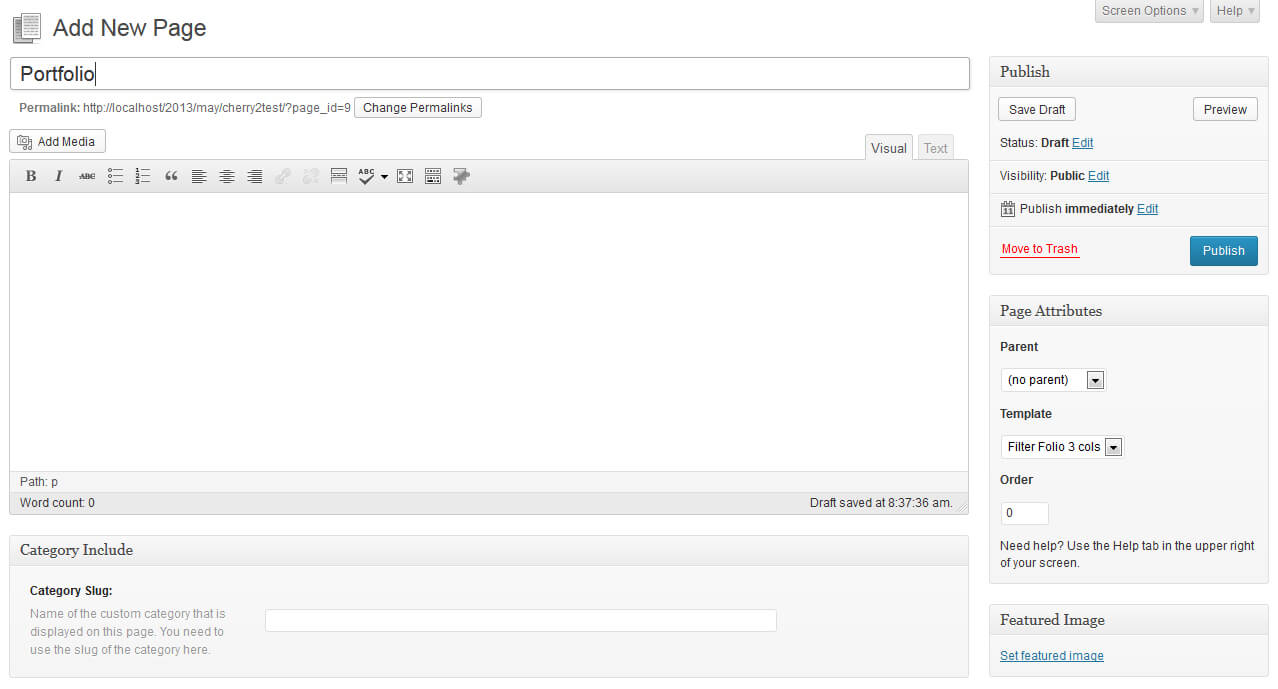 Screen Options
Help
Add New Page
Portfolio
Permalink: http://localhost/2013/may/cherry2test/?page_id=9 Change Permalinks
Add Media
Visual
Text
B I ABC ABC
Path: p
Word count: 0
Draft saved at 8:37:36 am.
Category Include
Category Slug:
Name of the custom category that is
displayed on this page. You need to
use the slug of the category here.
Publish
Save Draft
Preview
Status: Draft Edit
Visibility: Public Edit
11 Publish immediately Edit
Move to Trash
Publish
Page Attributes
Parent
(no parent)
Template
Filter Folio 3 cols
Order
0
Need help? Use the Help tab in the upper right
of your screen.
Featured Image
Set featured image